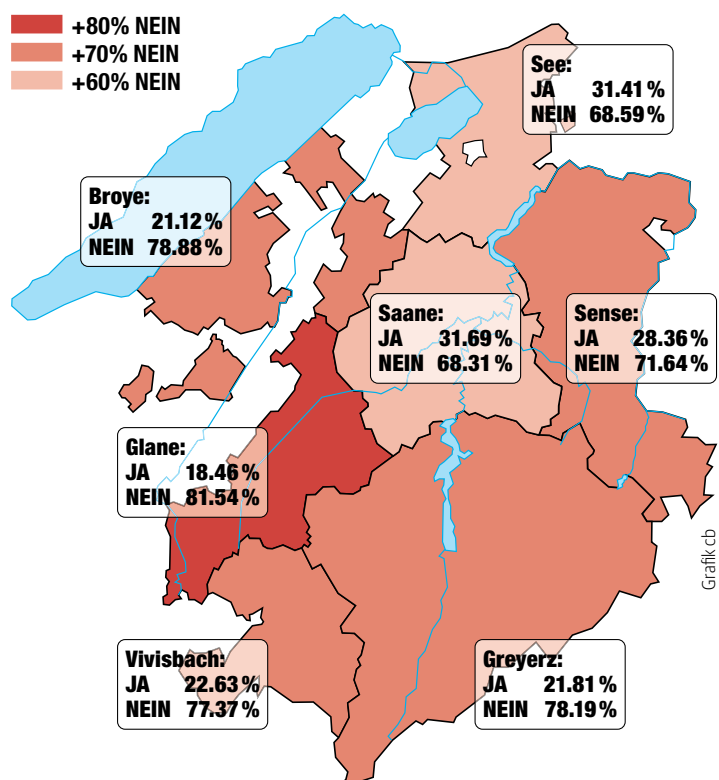 +80% NEIN
+70% NEIN
+60% NEIN
See:
JA 31.41 %
NEIN 68.59 %
Broye:
JA 21.12 %
NEIN 78.88 %
Saane:
JA 31.69 %
NEIN 68.31 %
Sense:
JA 28.36 %
NEIN 71.64 %
Glane:
JA 18.46 %
NEIN 81.54 %
Vivisbach:
JA 22.63 %
NEIN 77.37 %
Greyerz:
JA 21.81 %
NEIN 78.19 %
Grafik cb